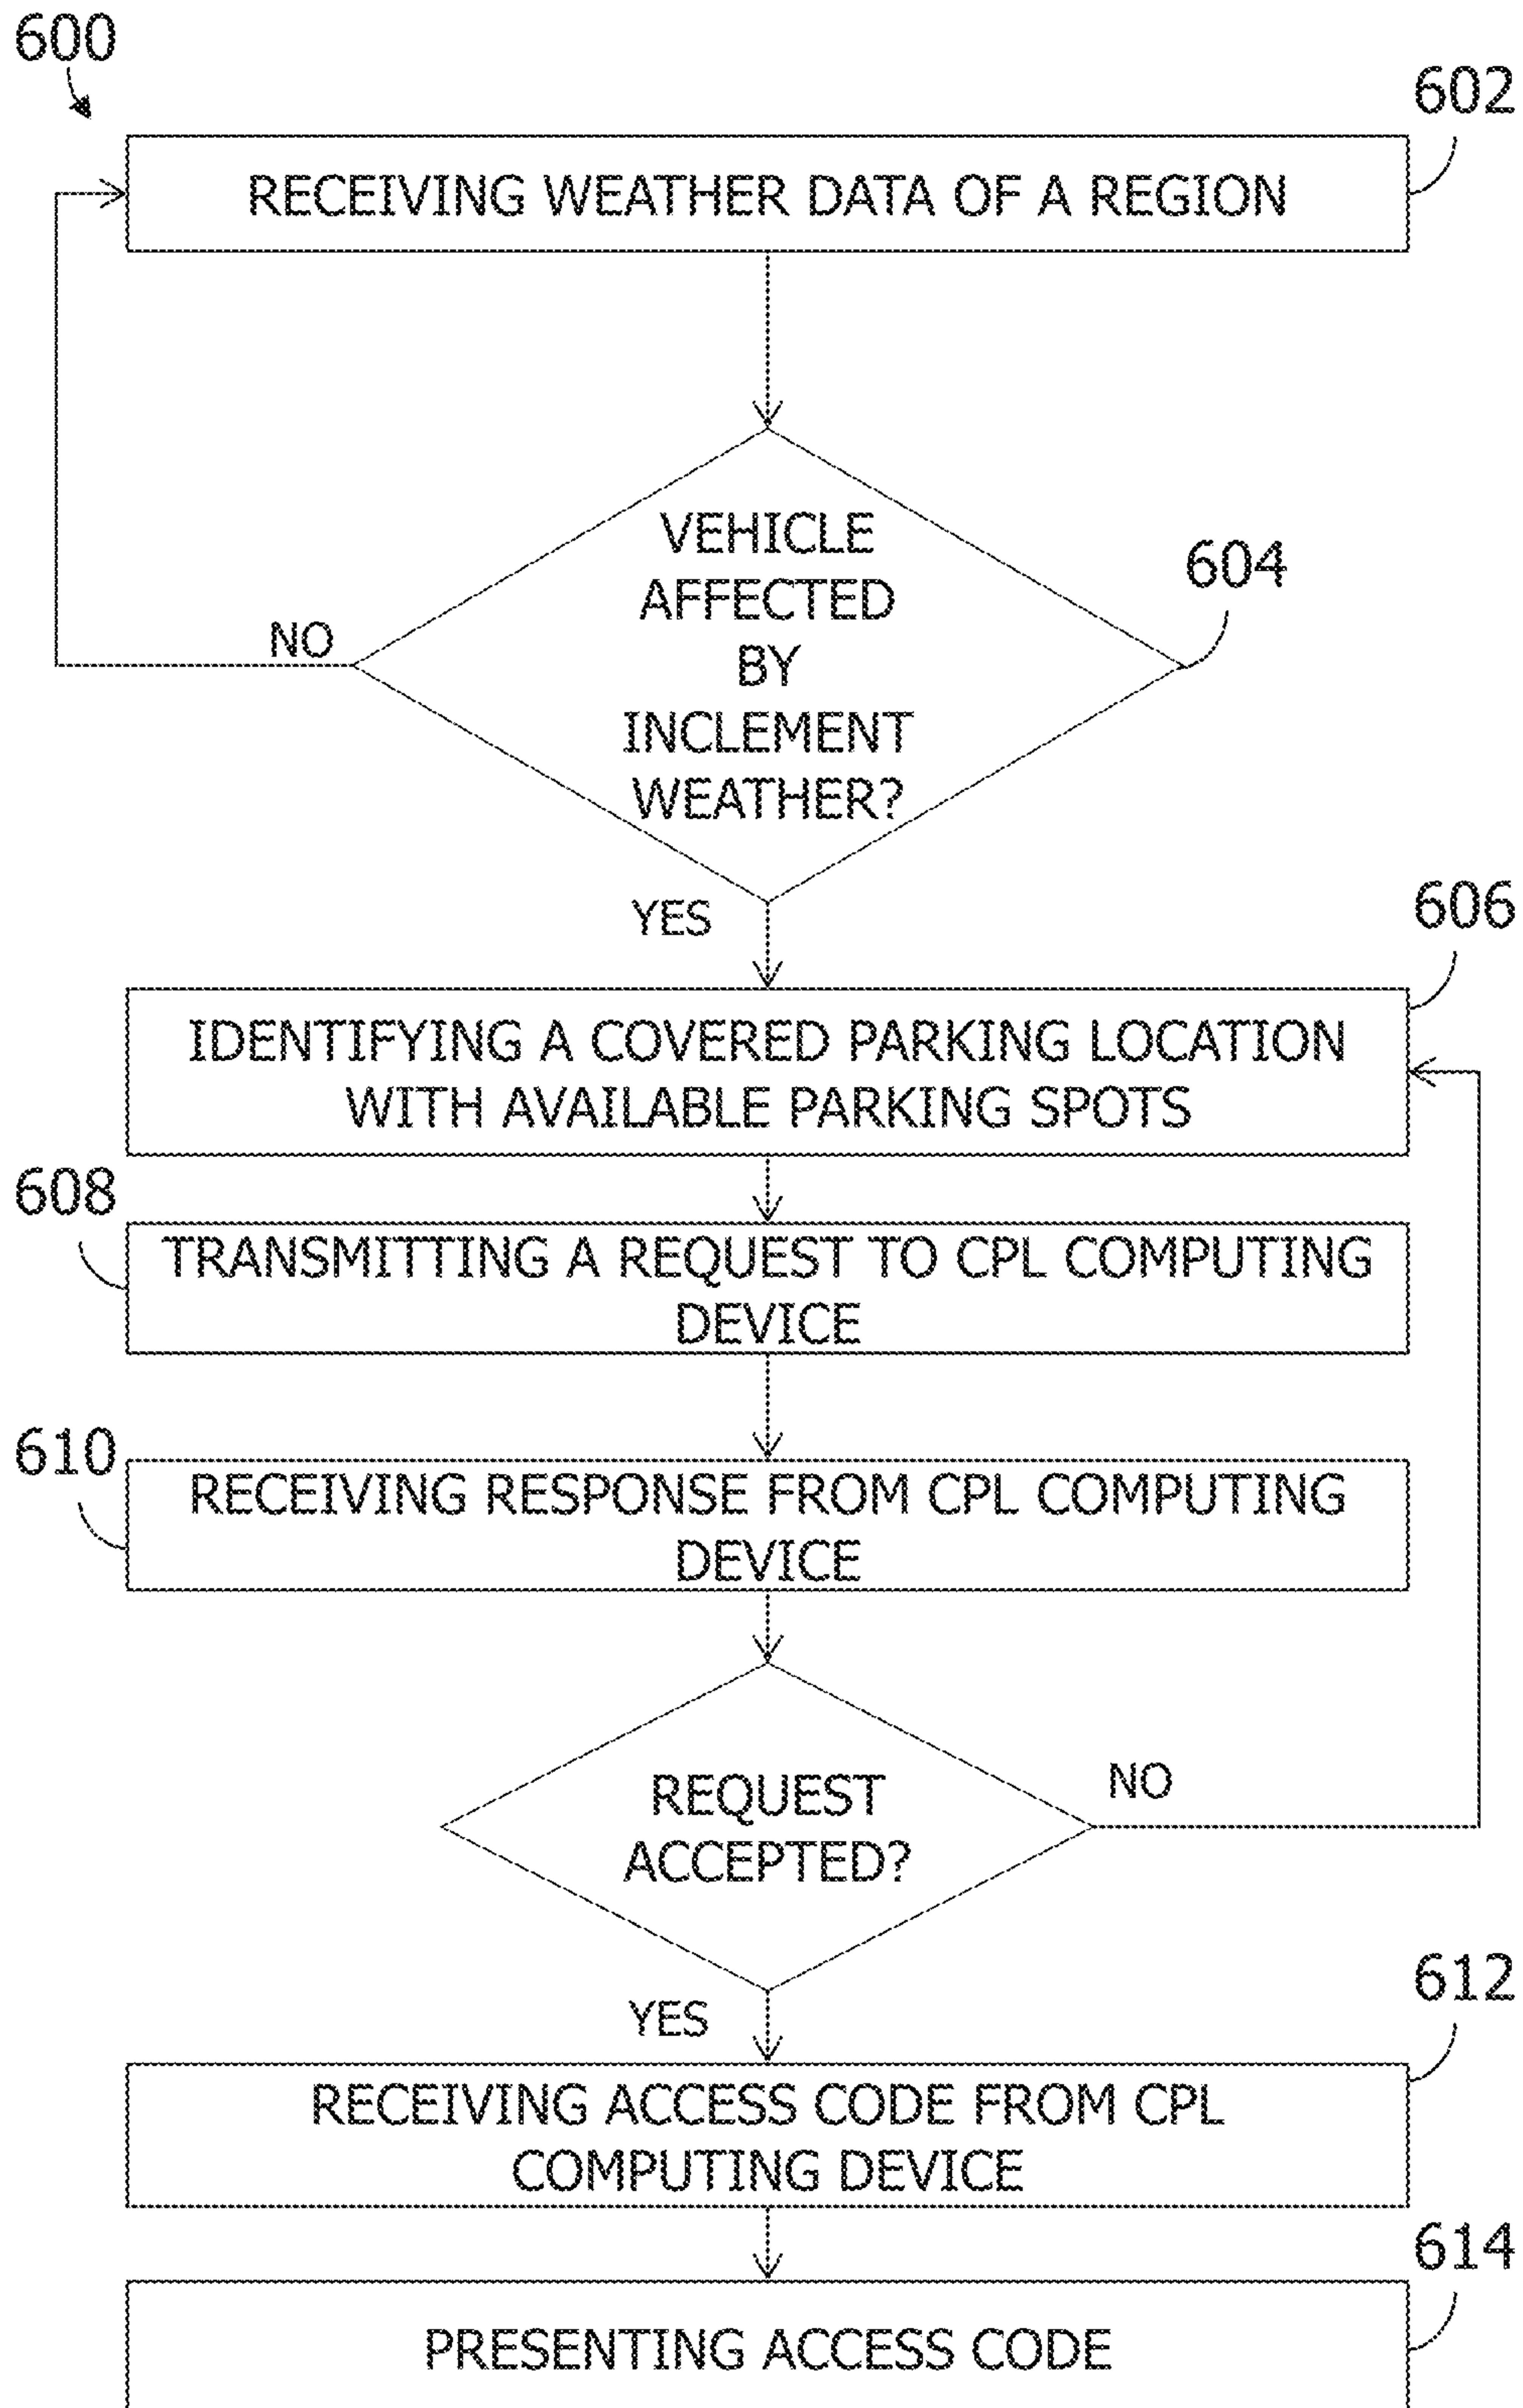 600
602
RECEIVING WEATHER DATA OF A REGION
VEHICLE
AFFECTED
BY
INCLEMENT
WEATHER?
604
NO
YES
606
IDENTIFYING A COVERED PARKING LOCATION
WITH AVAILABLE PARKING SPOTS
608
TRANSMITTING A REQUEST TO CPL COMPUTING
DEVICE
610
RECEIVING RESPONSE FROM CPL COMPUTING
DEVICE
REQUEST
ACCEPTED?
NO
YES
612
RECEIVING ACCESS CODE FROM CPL
COMPUTING DEVICE
614
PRESENTING ACCESS CODE